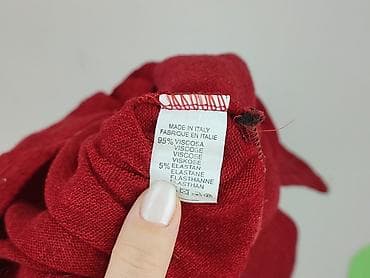 MADE IN ITALY
FABRIQUE EN ITALIE
95% VISCOSA
VISCOSE
VISCOSE
VISKOSE
5% ELASTAN
ELASTANE
ELASTHANNE
ELASTHAN